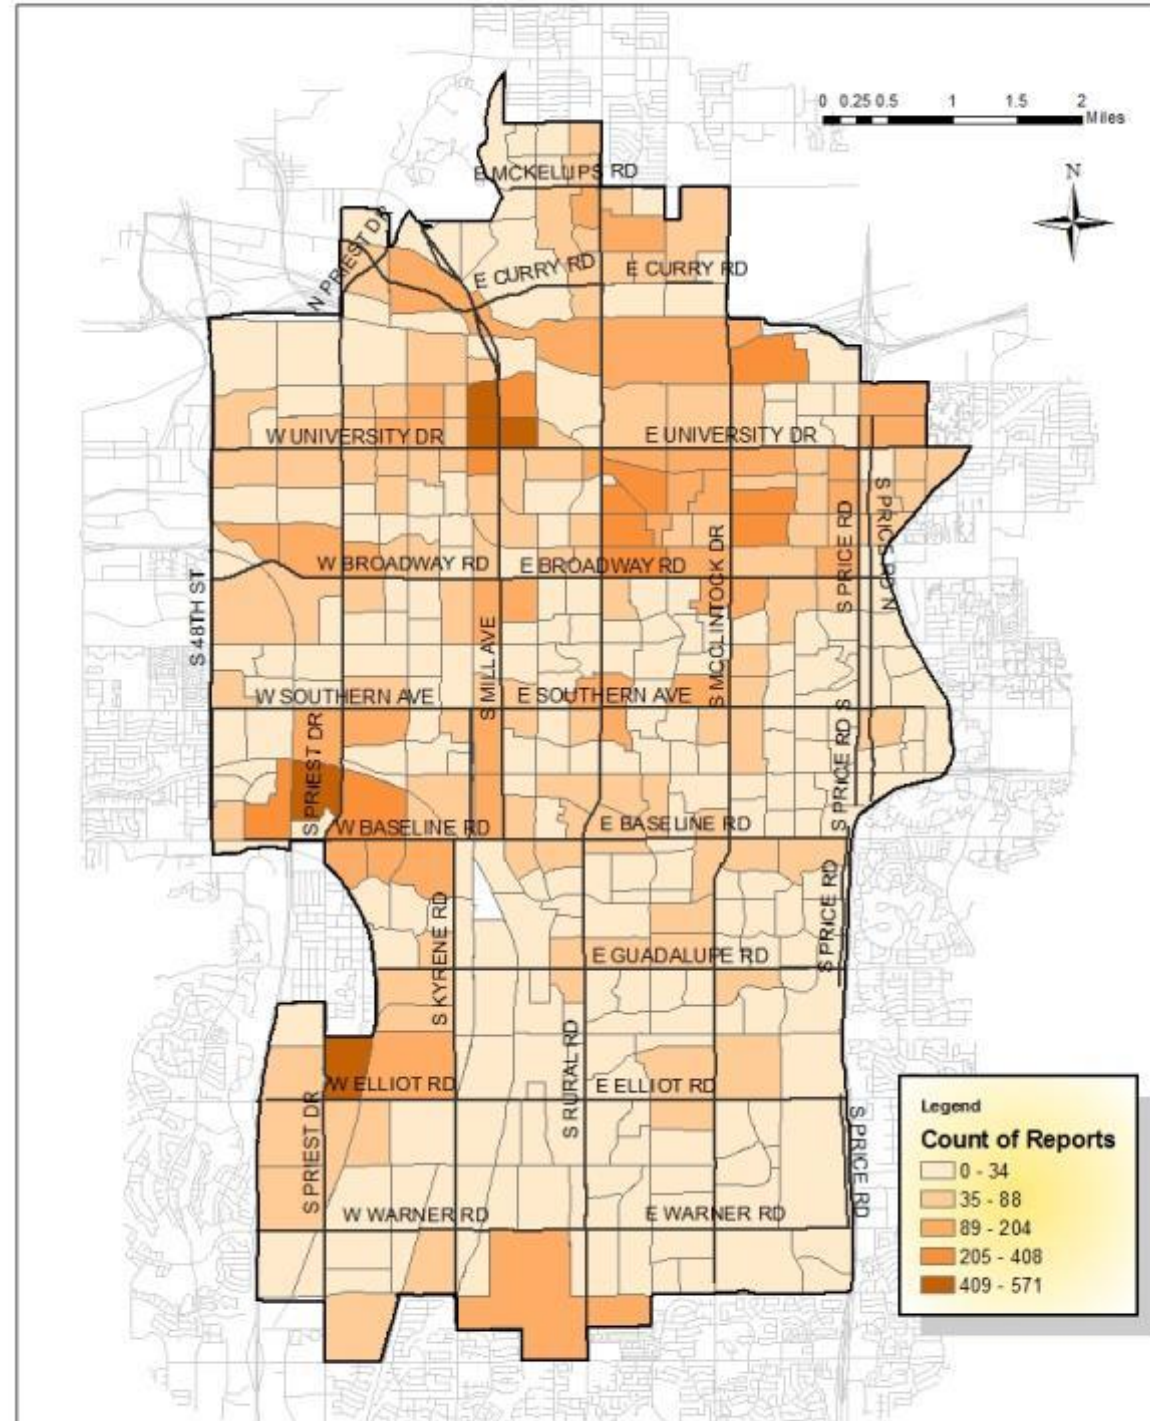 0 0.25 0.5 1 1.5 2
Miles
N
E MCKELLIPS RD
N PRIEST DR
E CURRY RD
E CURRY RD
W UNIVERSITY DR
E UNIVERSITY DR
S PRICE RD
S PRICE RD N
W BROADWAY RD
E BROADWAY RD
S MCCLINTOCK DR
S 48TH ST
S MILL AVE
W SOUTHERN AVE
E SOUTHERN AVE
S PRIEST DR
S PRICE RD S
W BASELINE RD
E BASELINE RD
S KYRENE RD
S PRICE RD
E GUADALUPE RD
S RURAL RD
W ELLIOT RD
E ELLIOT RD
S PRIEST DR
S PRICE RD
W WARNER RD
E WARNER RD
Legend
Count of Reports
0 - 34
35 - 88
89 - 204
205 - 408
409 - 571